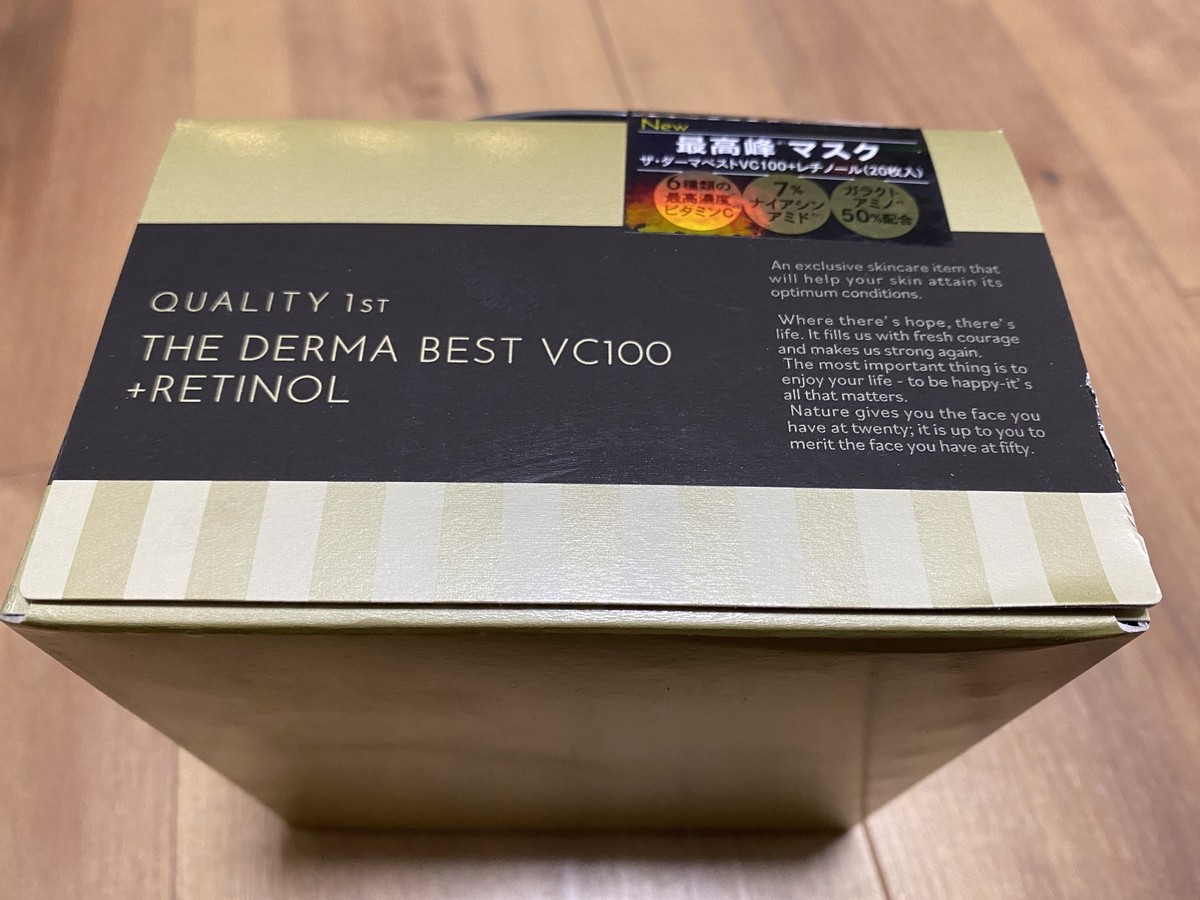 New
最高峰 マスク
ザ・ダーマベストVC100+レチノール(20枚入)
6種類の
最高濃度
ビタミンC
7%
ナイアシン
アミド
ガラクト
アミノ
50%配合
QUALITY 1ST
THE DERMA BEST VC100
+RETINOL
An exclusive skincare item that
will help your skin attain its
optimum conditions.
Where there's hope, there's
life. It fills us with fresh courage
and makes us strong again.
The most important thing is to
enjoy your life - to be happy-it's
all that matters.
Nature gives you the face you
have at twenty; it is up to you to
merit the face you have at fifty.